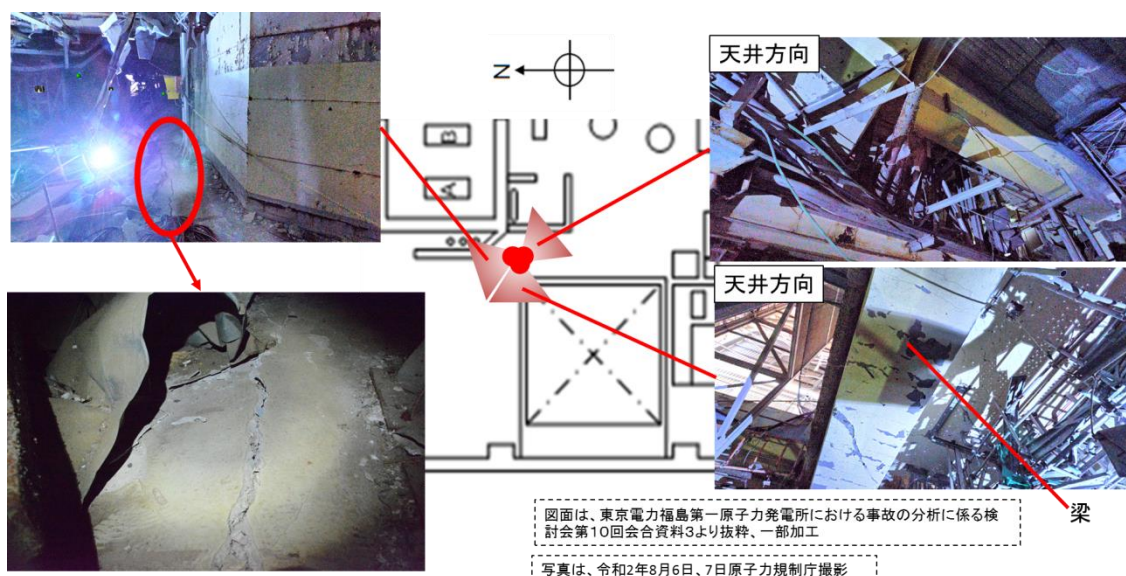 天井方向
N
B
A
天井方向
梁
図面は、東京電力福島第一原子力発電所における事故の分析に係る検
討会第10回会合資料3より抜粋、一部加工
写真は、令和2年8月6日、7日原子力規制庁撮影